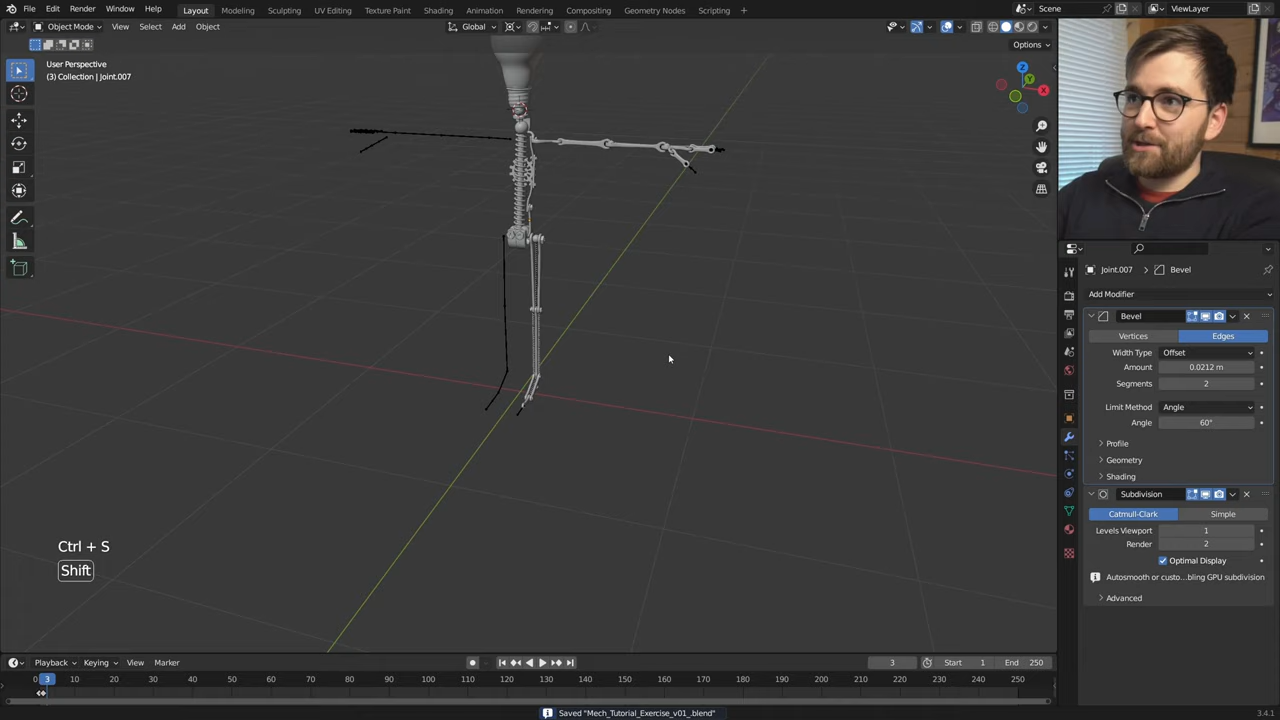 File Edit Render Window Help Layout Modeling Sculpting UV Editing Texture Paint Shading Animation Rendering Compositing Geometry Nodes Scripting Scene ViewLayer
Object Mode View Select Add Object Global
Options
User Perspective
(3) Collection | Joint.007
Z
Y
X
Joint.007 Bevel
Add Modifier
Bevel
Vertices Edges
Width Type Offset
Amount 0.0212 m
Segments 2
Limit Method Angle
Angle 60°
Profile
Geometry
Shading
Subdivision
Catmull-Clark Simple
Levels Viewport 1
Render 2
Optimal Display
Autosmooth or custo...bling GPU subdivision
Advanced
Ctrl + S
Shift
Playback Keying View Marker 3 Start 1 End 250
0 3 10 20 30 40 50 60 70 80 90 100 110 120 130 140 150 160 170 180 190 200 210 220 230 240 250
Saved "Mech_Tutorial_Exercise_v01_.blend"
3.4.1